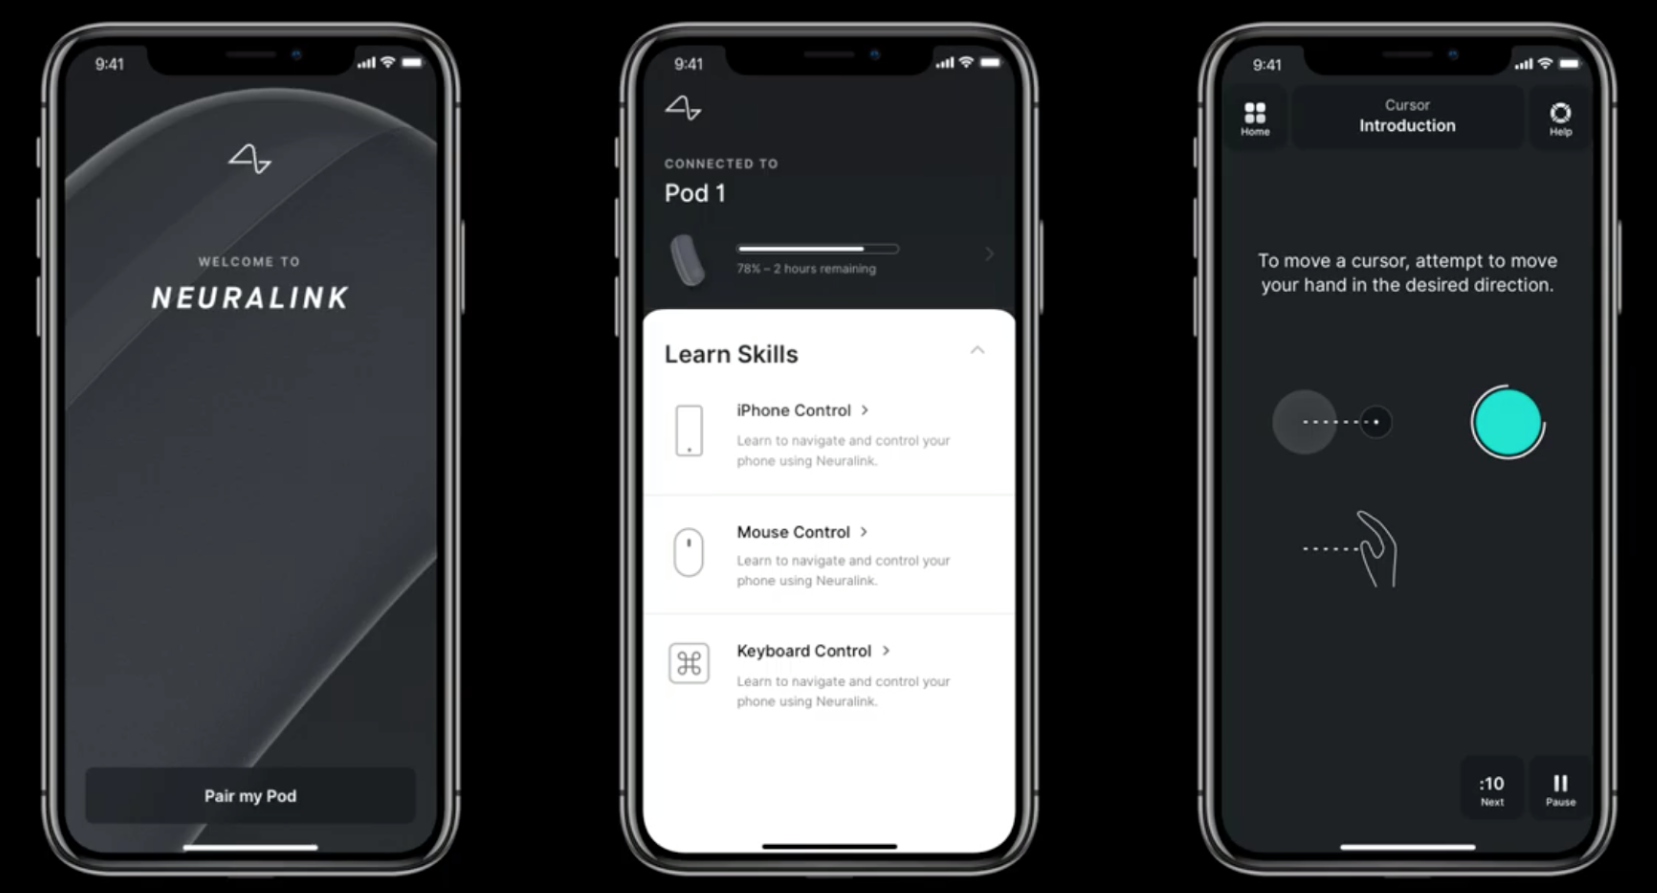 9:41
WELCOME TO
NEURALINK
Pair my Pod
9:41
CONNECTED TO
Pod 1
78% – 2 hours remaining
Learn Skills
iPhone Control
Learn to navigate and control your
phone using Neuralink.
Mouse Control
Learn to navigate and control your
phone using Neuralink.
Keyboard Control
Learn to navigate and control your
phone using Neuralink.
9:41
Home
Cursor
Introduction
Help
To move a cursor, attempt to move
your hand in the desired direction.
:10
Next
Pause